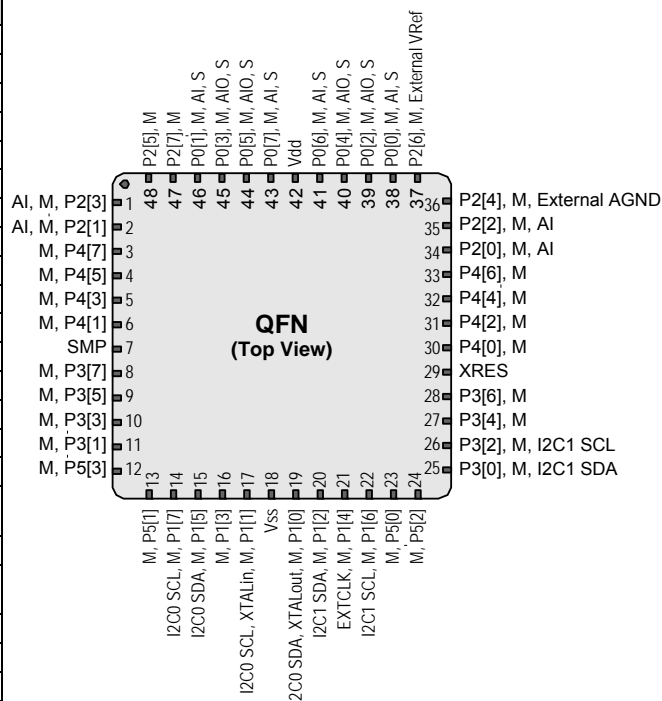 P2[5], M
P2[7], M
P0[1], M, AI, S
P0[3], M, AIO, S
P0[5], M, AIO, S
P0[7], M, AI, S
Vdd
P0[6], M, AI, S
P0[4], M, AIO, S
P0[2], M, AIO, S
P0[0], M, AI, S
P2[6], M, External VRef
48
47
46
45
44
43
42
41
40
39
38
37
AI, M, P2[3] 1
AI, M, P2[1] 2
M, P4[7] 3
M, P4[5] 4
M, P4[3] 5
M, P4[1] 6
SMP 7
M, P3[7] 8
M, P3[5] 9
M, P3[3] 10
M, P3[1] 11
M, P5[3] 12
QFN
(Top View)
36 P2[4], M, External AGND
35 P2[2], M, AI
34 P2[0], M, AI
33 P4[6], M
32 P4[4], M
31 P4[2], M
30 P4[0], M
29 XRES
28 P3[6], M
27 P3[4], M
26 P3[2], M, I2C1 SCL
25 P3[0], M, I2C1 SDA
13
14
15
16
17
18
19
20
21
22
23
24
M, P5[1]
I2C0 SCL, M, P1[7]
I2C0 SDA, M, P1[5]
M, P1[3]
I2C0 SCL, XTALin, M, P1[1]
Vss
2C0 SDA, XTALout, M, P1[0]
I2C1 SDA, M, P1[2]
EXTCLK, M, P1[4]
I2C1 SCL, M, P1[6]
M, P5[0]
M, P5[2]